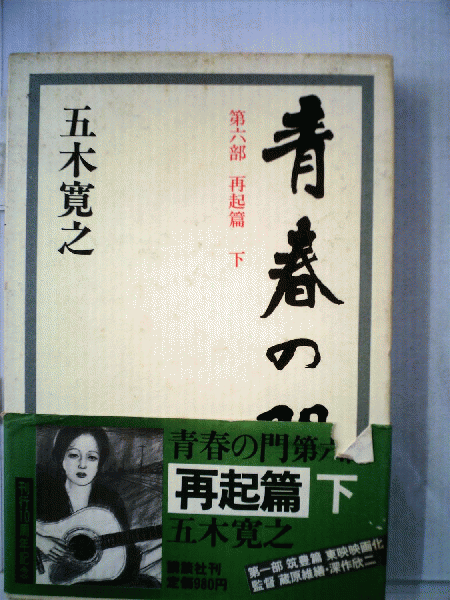 青春の門
第六部 再起篇 下
五木寛之
青春の門第六部
再起篇 下
五木寛之
講談社刊
定価980円
第一部 筑豊篇 東映映画化
監督 蔵原惟繕・深作欣二